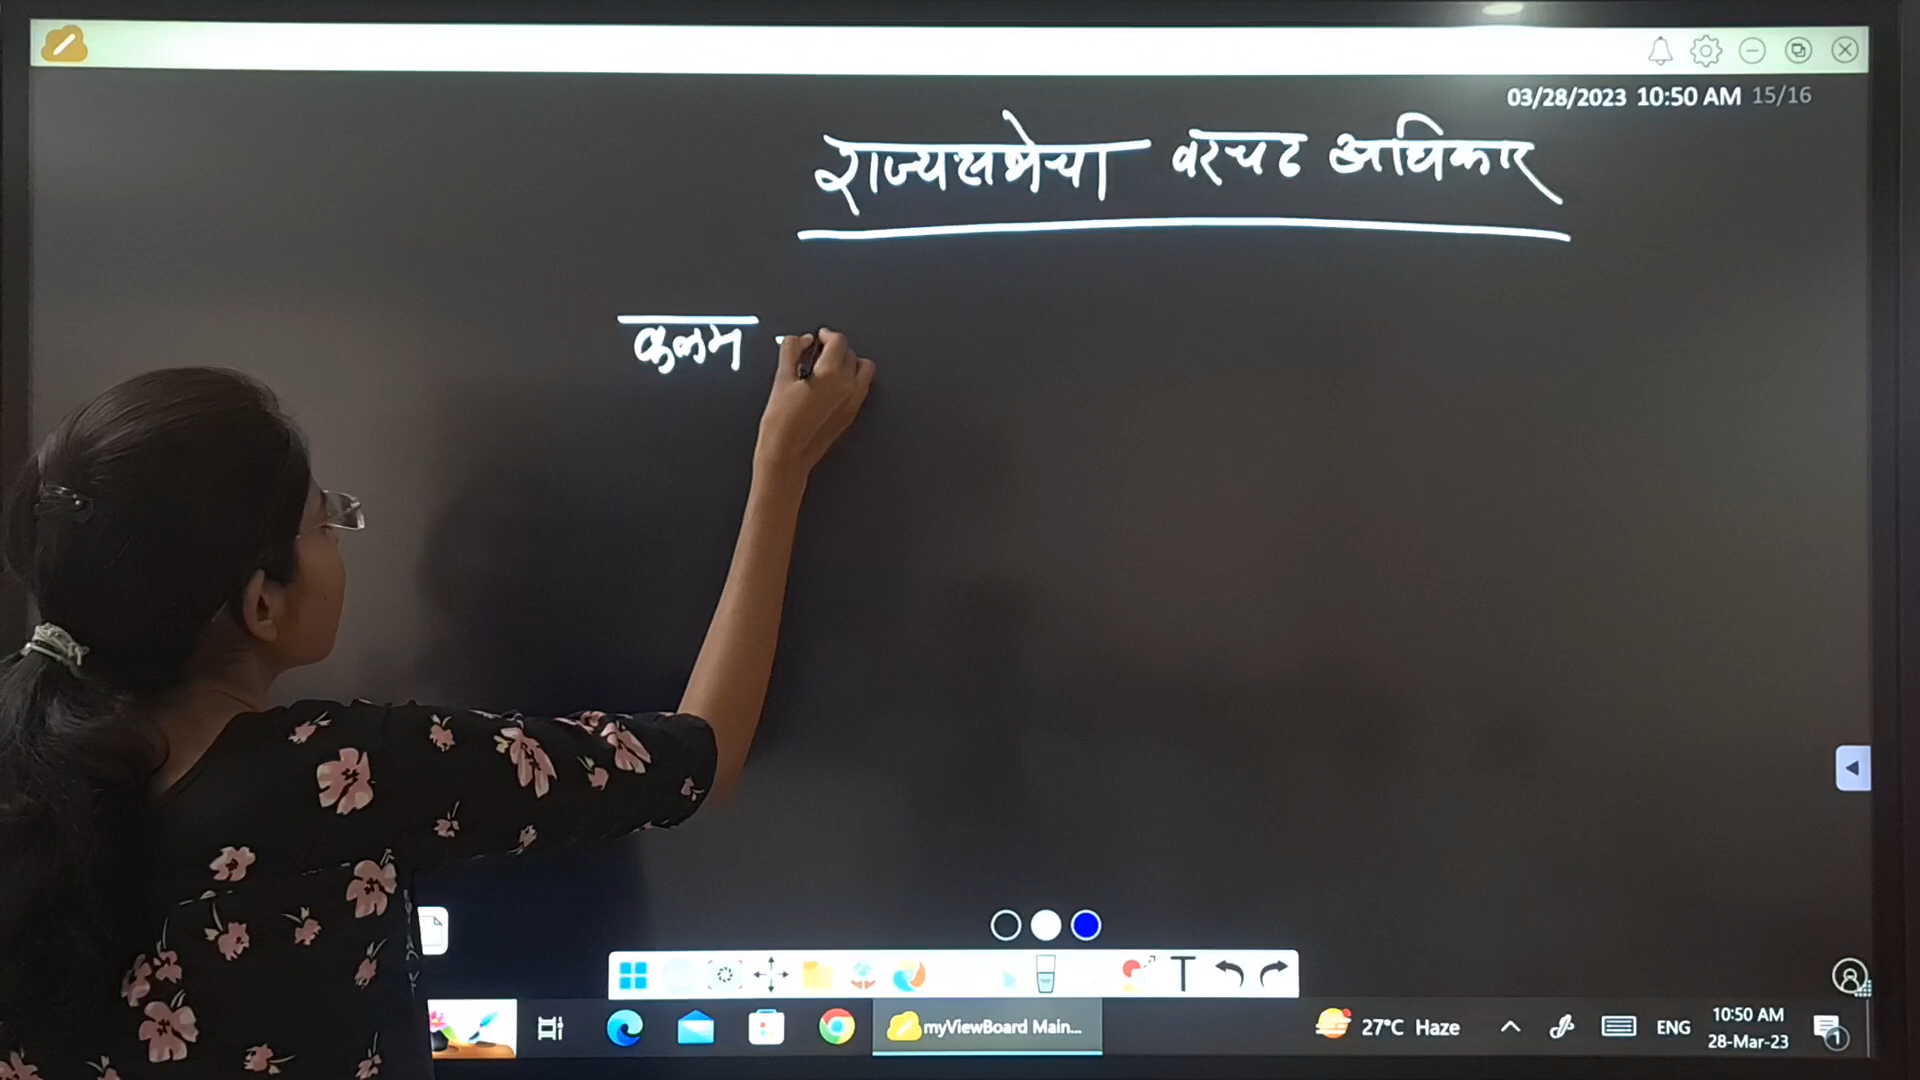 03/28/2023 10:50 AM 15/16
राज्यसभेचा वरचढ अधिकार
कलम -
T
27°C Haze
ENG
10:50 AM
28-Mar-23
1
myViewBoard Main...